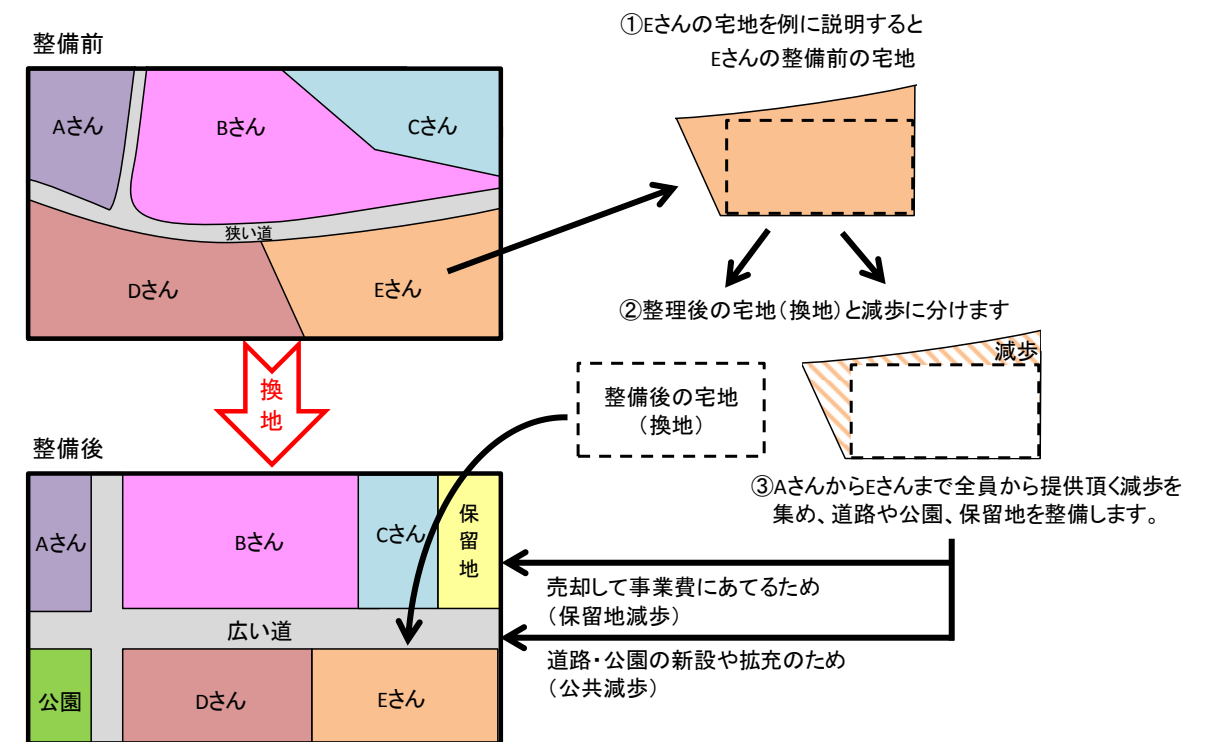 整備前
Aさん
Bさん
Cさん
狭い道
Dさん
Eさん
換
地
①Eさんの宅地を例に説明すると
Eさんの整備前の宅地
②整理後の宅地（換地）と減歩に分けます
整備後の宅地
（換地）
減歩
③AさんからEさんまで全員から提供頂く減歩を
集め、道路や公園、保留地を整備します。
整備後
Aさん
Bさん
Cさん
保
留
地
広い道
公園
Dさん
Eさん
売却して事業費にあてるため
（保留地減歩）
道路・公園の新設や拡充のため
（公共減歩）